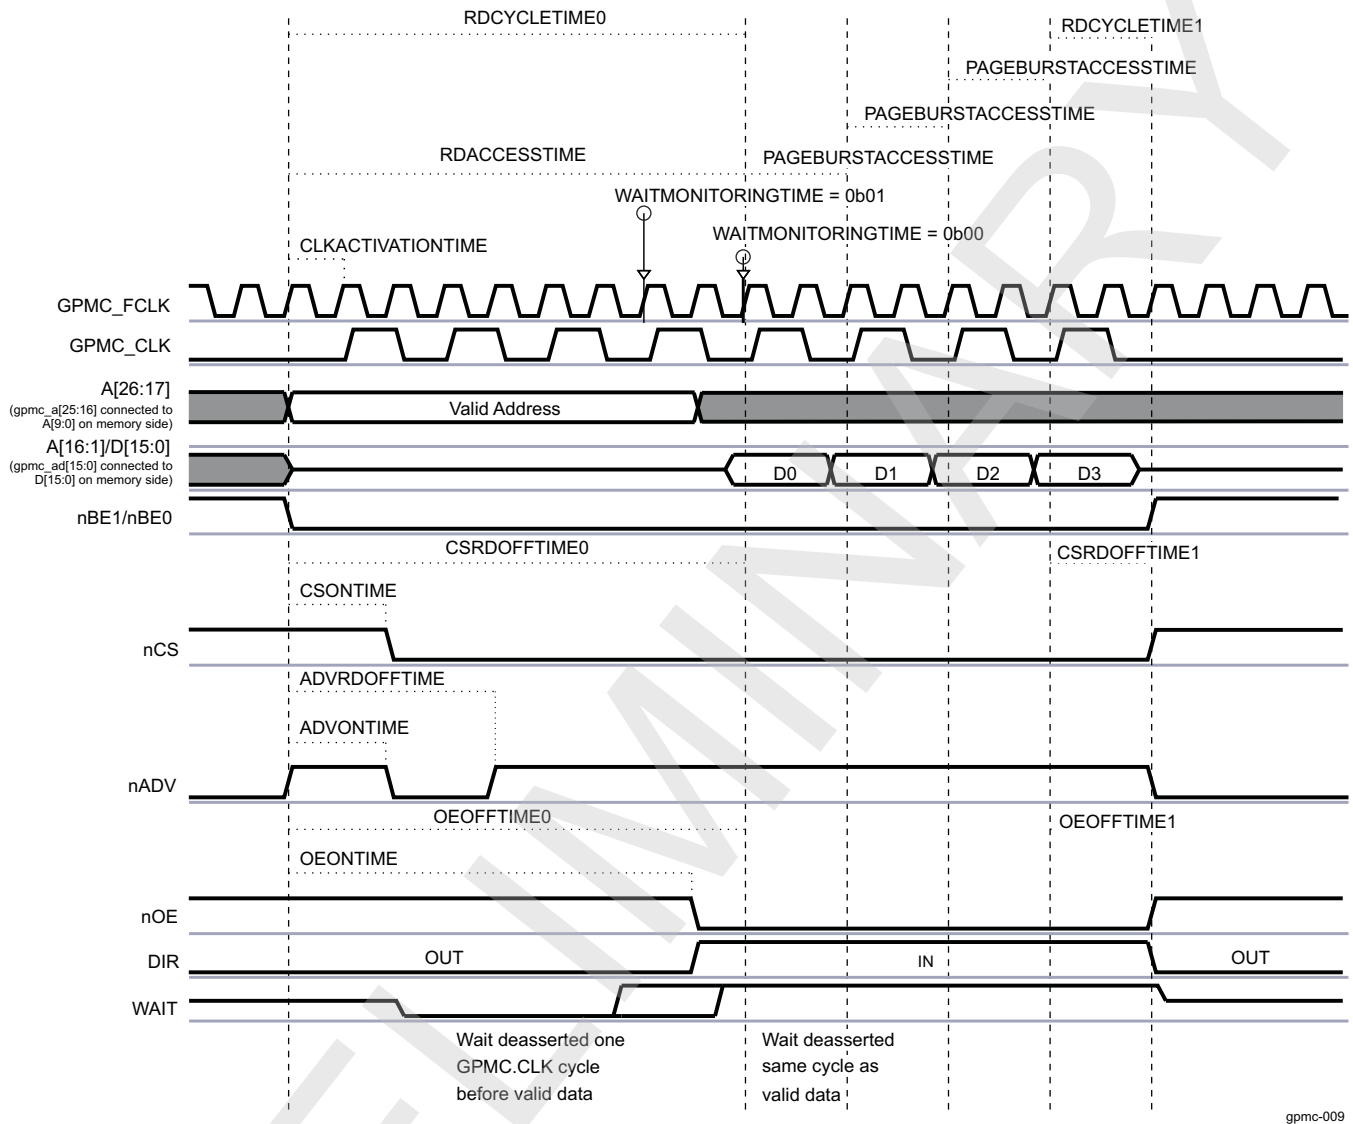 RDCYCLETIME0
RDCYCLETIME1
PAGEBURSTACCESSTIME
PAGEBURSTACCESSTIME
RDACCESSTIME
PAGEBURSTACCESSTIME
WAITMONITORINGTIME = 0b01
WAITMONITORINGTIME = 0b00
CLKACTIVATIONTIME
GPMC_FCLK
GPMC_CLK
A[26:17]
(gpmc_a[25:16] connected to
A[9:0] on memory side)
Valid Address
A[16:1]/D[15:0]
(gpmc_ad[15:0] connected to
D[15:0] on memory side)
D0
D1
D2
D3
nBE1/nBE0
CSRDOFFTIME0
CSRDOFFTIME1
CSONTIME
nCS
ADVRDOFFTIME
ADVONTIME
nADV
OEOFFTIME0
OEOFFTIME1
OEONTIME
nOE
DIR
OUT
IN
OUT
WAIT
Wait deasserted one
GPMC.CLK cycle
before valid data
Wait deasserted
same cycle as
valid data
gpmc-009